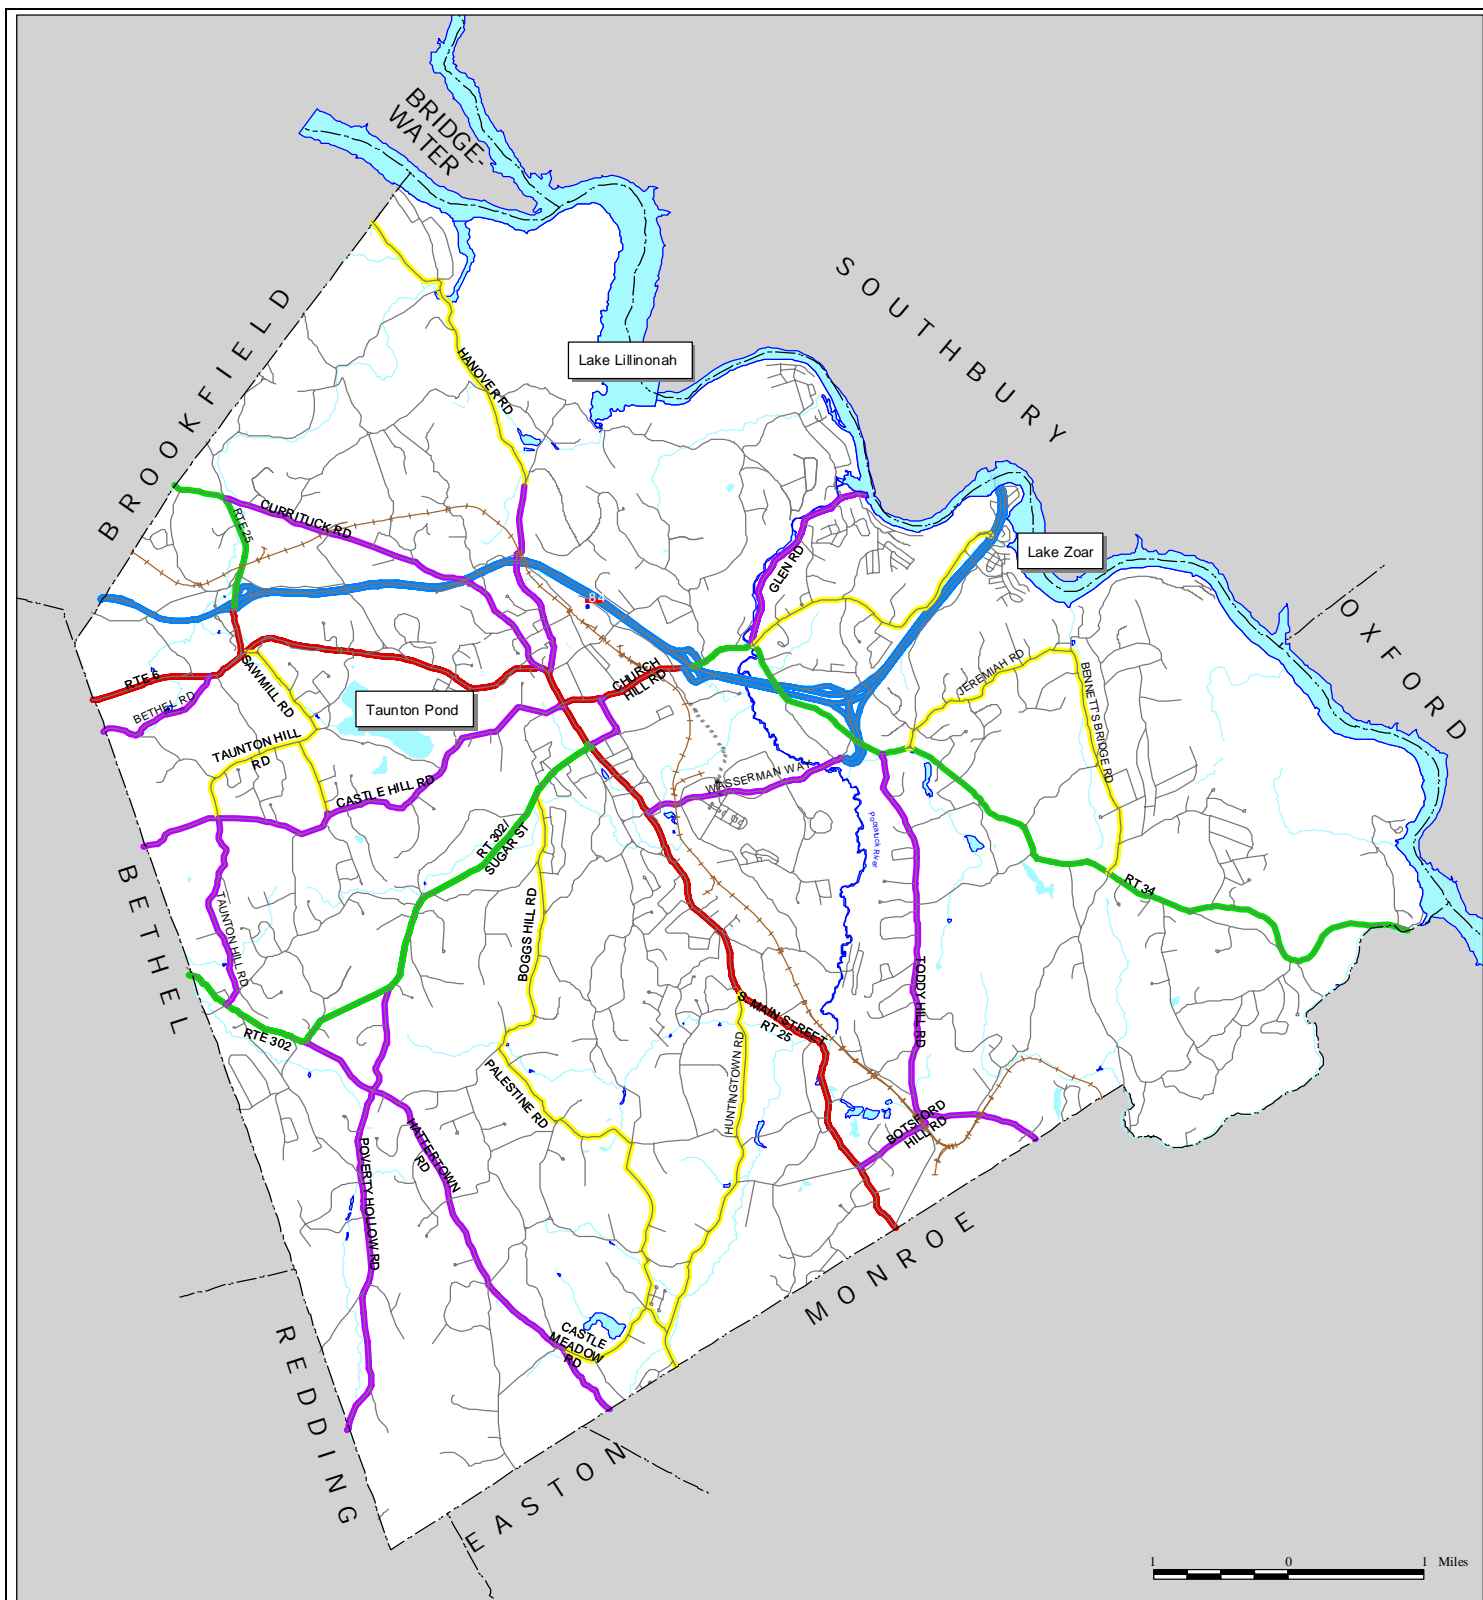 BRIDGE-
WATER
SOUTHBURY
BROOKFIELD
HANOVER RD
Lake Lillinonah
CURRITUCK RD
RTE 25
GLEN RD
Lake Zoar
84
OXFORD
CHURCH
HILL RD
JEREMIAH RD
BENNETTS BRIDGE RD
SAWMILL RD
RTE 6
BETHEL RD
Taunton Pond
TAUNTON HILL
RD
CASTLE HILL RD
WASSERMAN WAY
RT 302/
SUGAR ST
Pootatuck River
BETHEL
TAUNTON HILL RD
BOGGS HILL RD
RT 34
TODDY HILL RD
S. MAIN STREET
RT 25
RTE 302
HUNTINGTOWN RD
PALESTINE RD
BOTSFORD
HILL RD
HATTERTOWN
RD
POVERTY HOLLOW RD
MONROE
CASTLE
MEADOW
RD
REDDING
EASTON
1 0 1 Miles